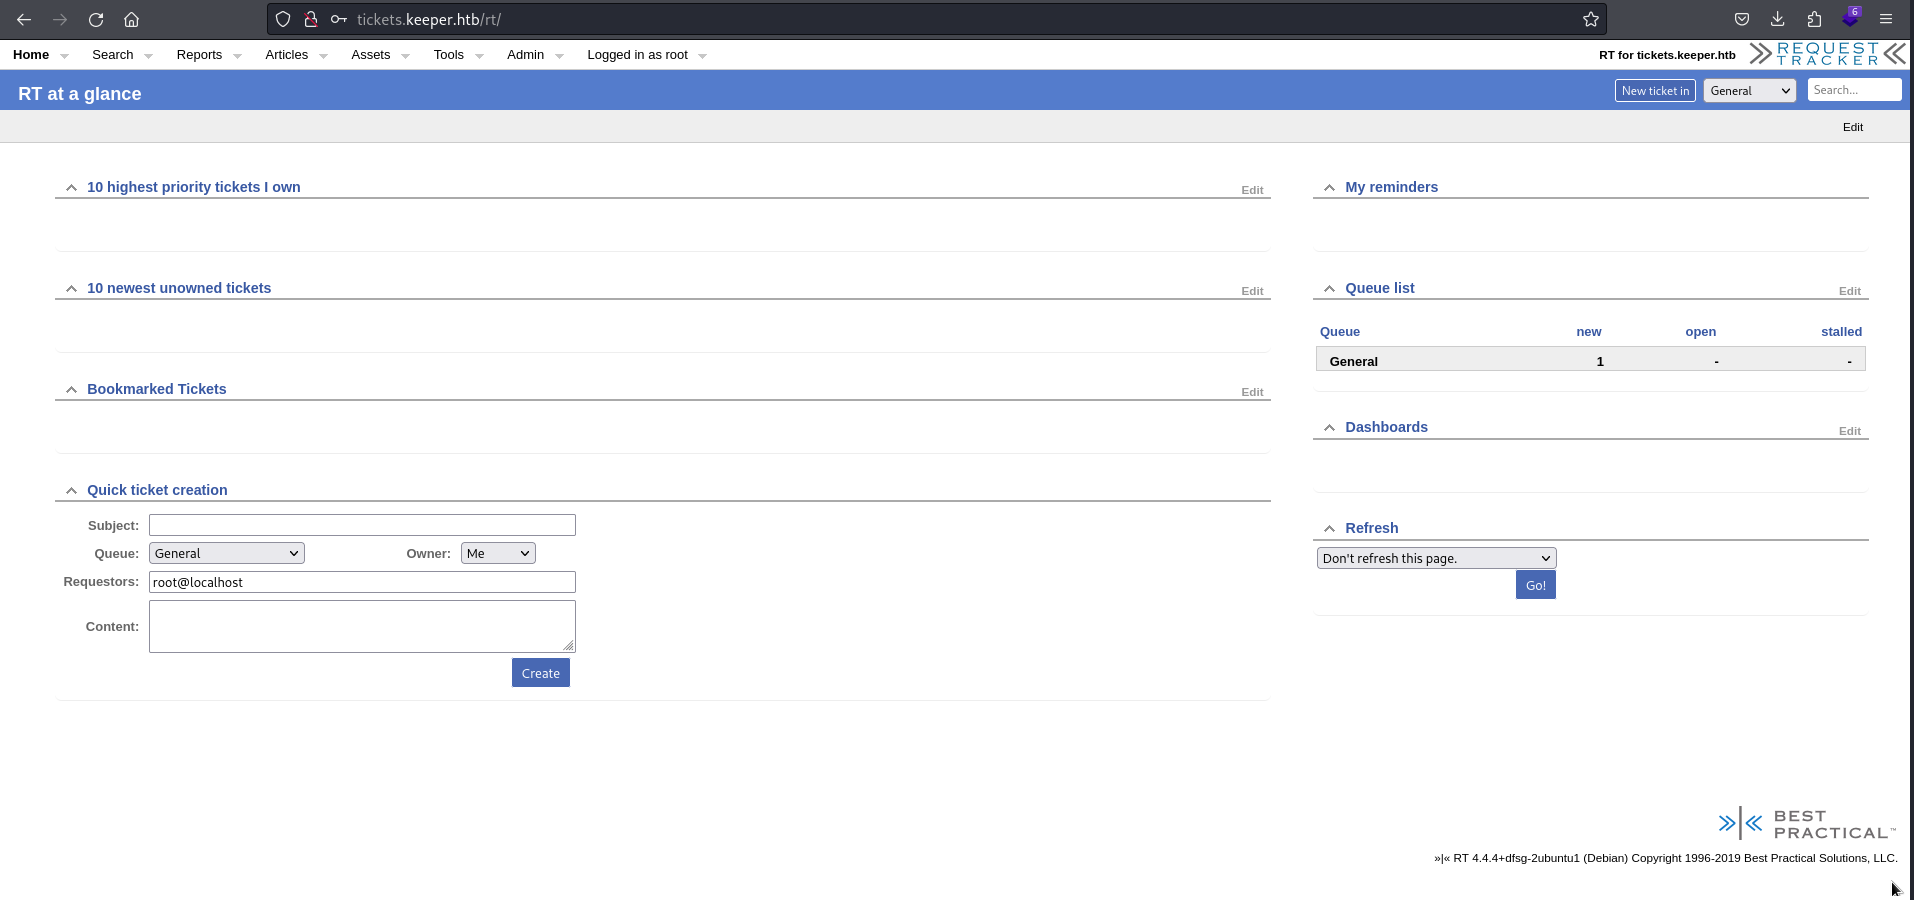 6
tickets.keeper.htb/rt/
Home Search Reports Articles Assets Tools Admin Logged in as root RT for tickets.keeper.htb REQUEST TRACKER
RT at a glance New ticket in General Search...
Edit
10 highest priority tickets I own Edit
My reminders
10 newest unowned tickets Edit
Queue list Edit
Queue new open stalled
General 1 - -
Bookmarked Tickets Edit
Dashboards Edit
Quick ticket creation
Subject:
Queue: General Owner: Me
Requestors: root@localhost
Content:
Create
Refresh
Don't refresh this page.
Go!
BEST
PRACTICAL™
»|« RT 4.4.4+dfsg-2ubuntu1 (Debian) Copyright 1996-2019 Best Practical Solutions, LLC.